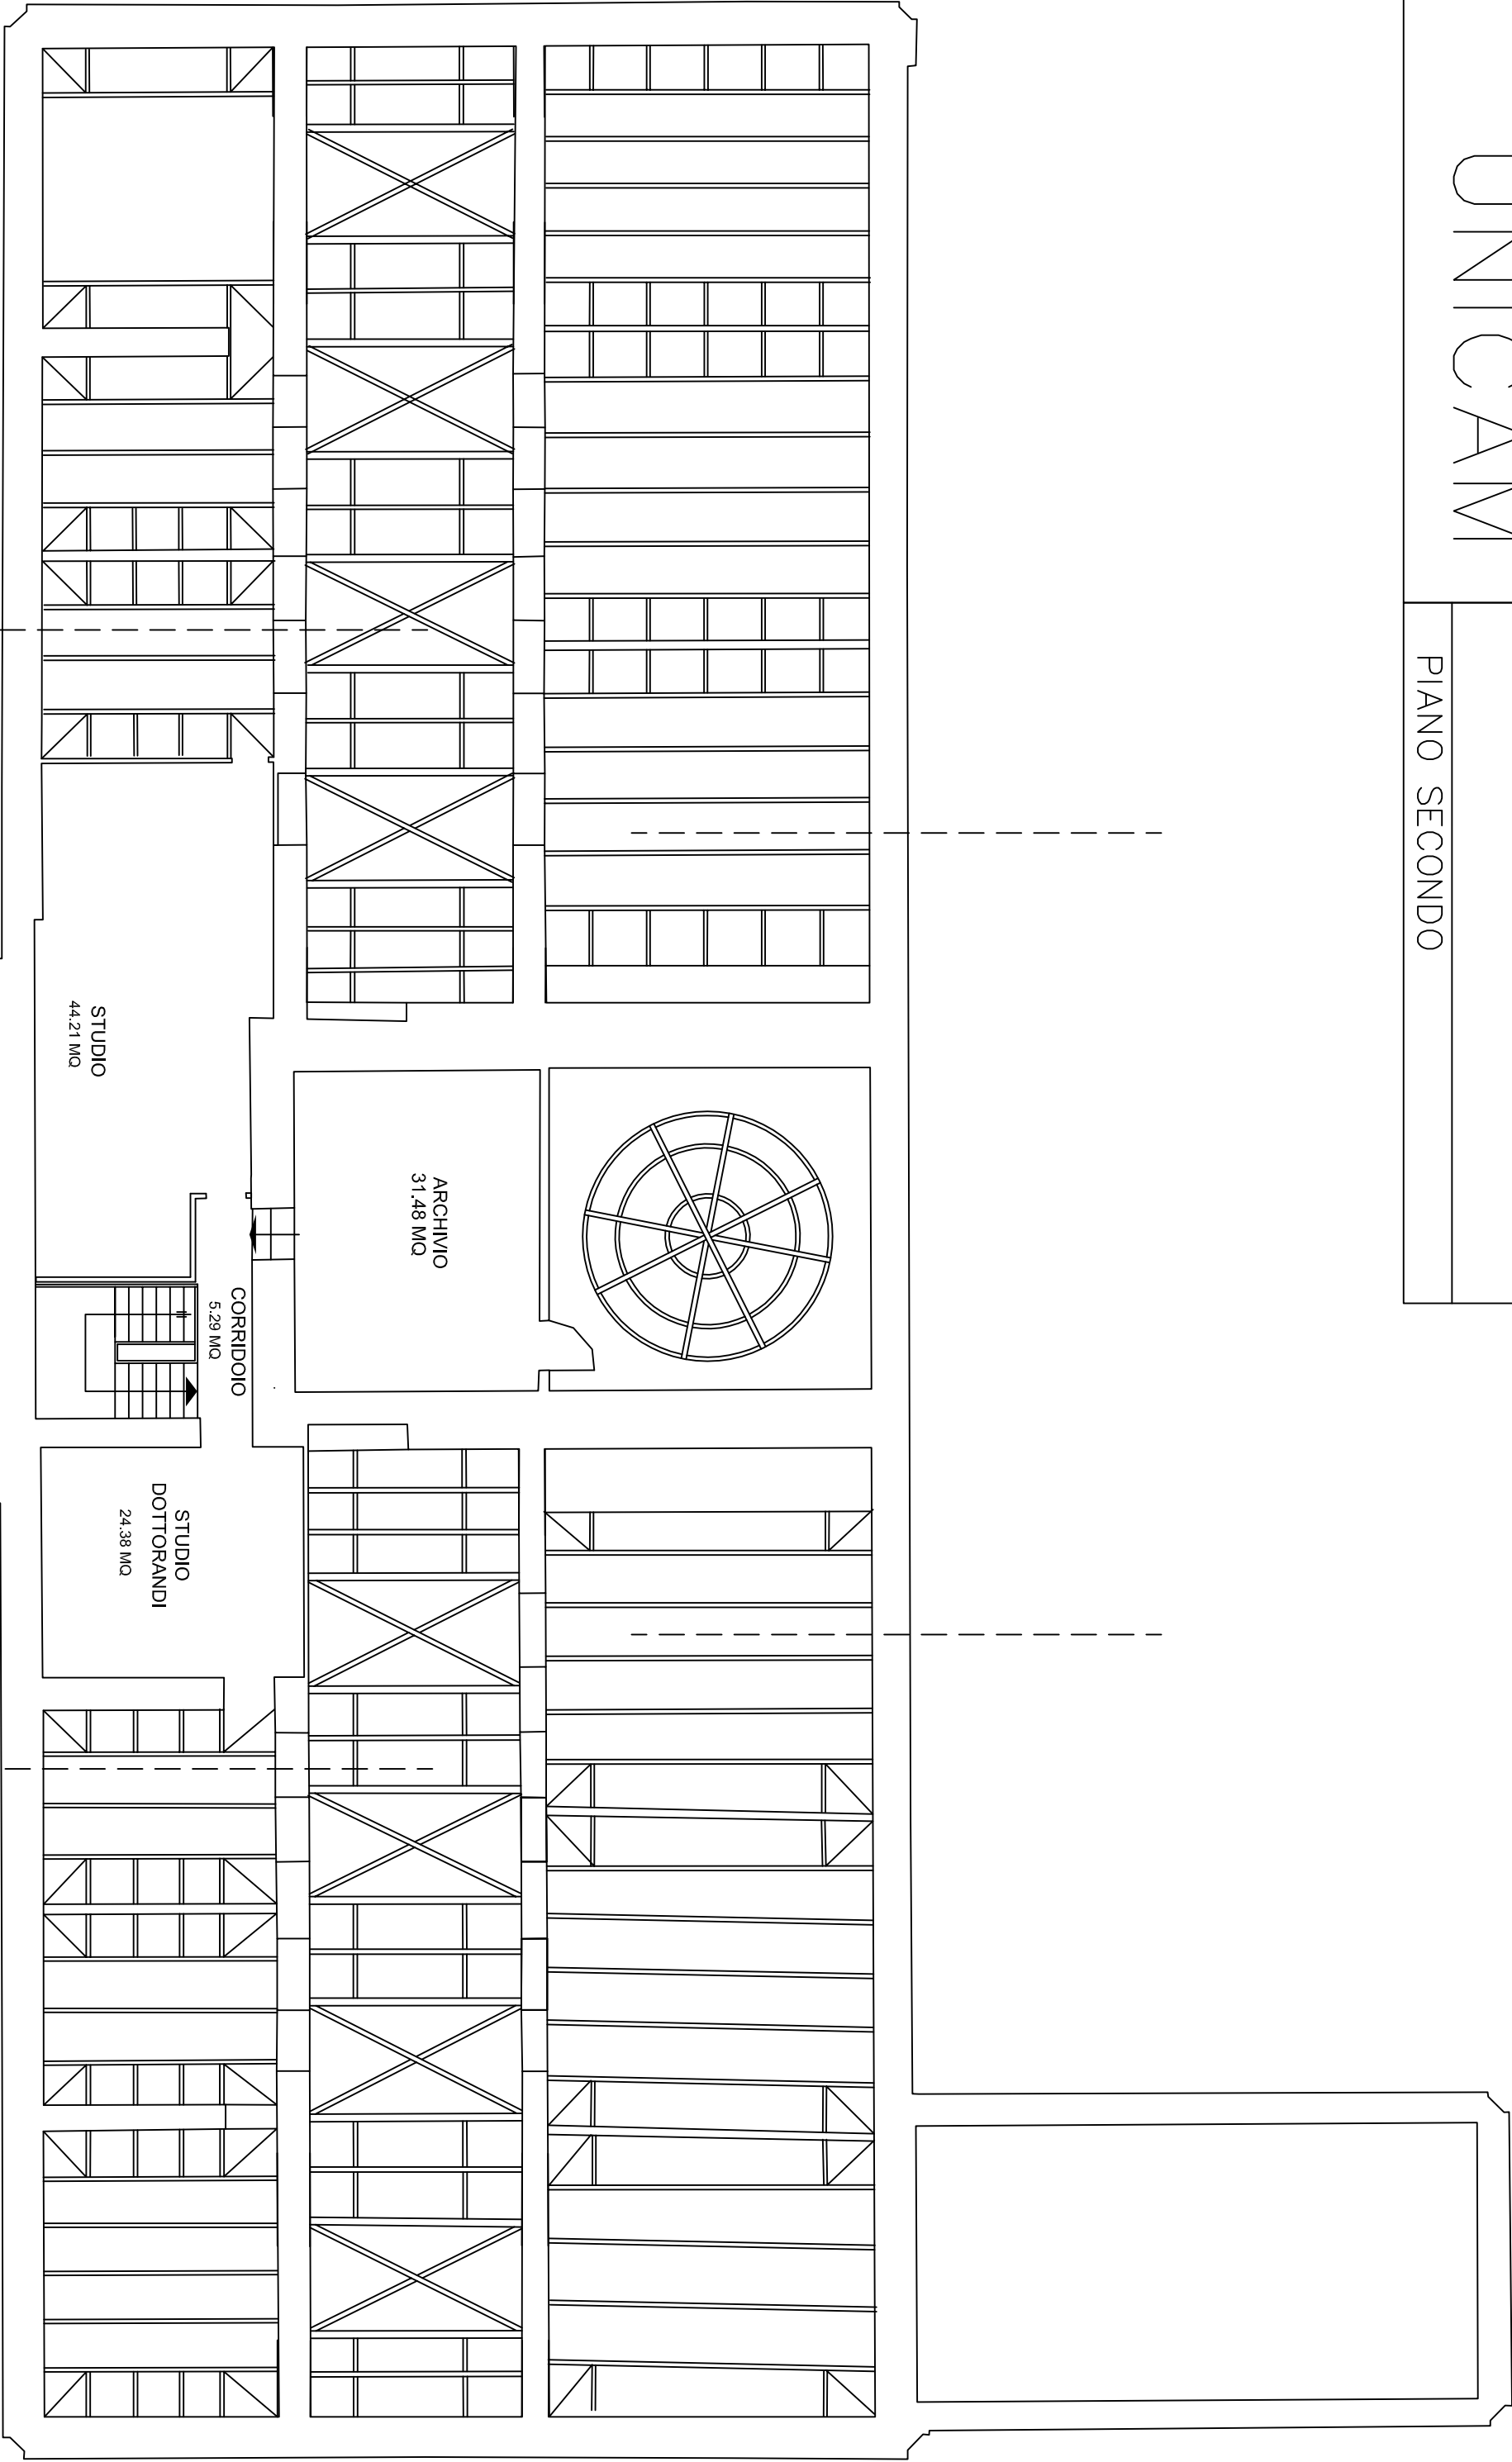 UNICAM
PIANO SECONDO
STUDIO
44.21 MQ
ARCHIVIO
31.48 MQ
CORRIDOIO
5.29 MQ
STUDIO
DOTTORANDI
24.38 MQ